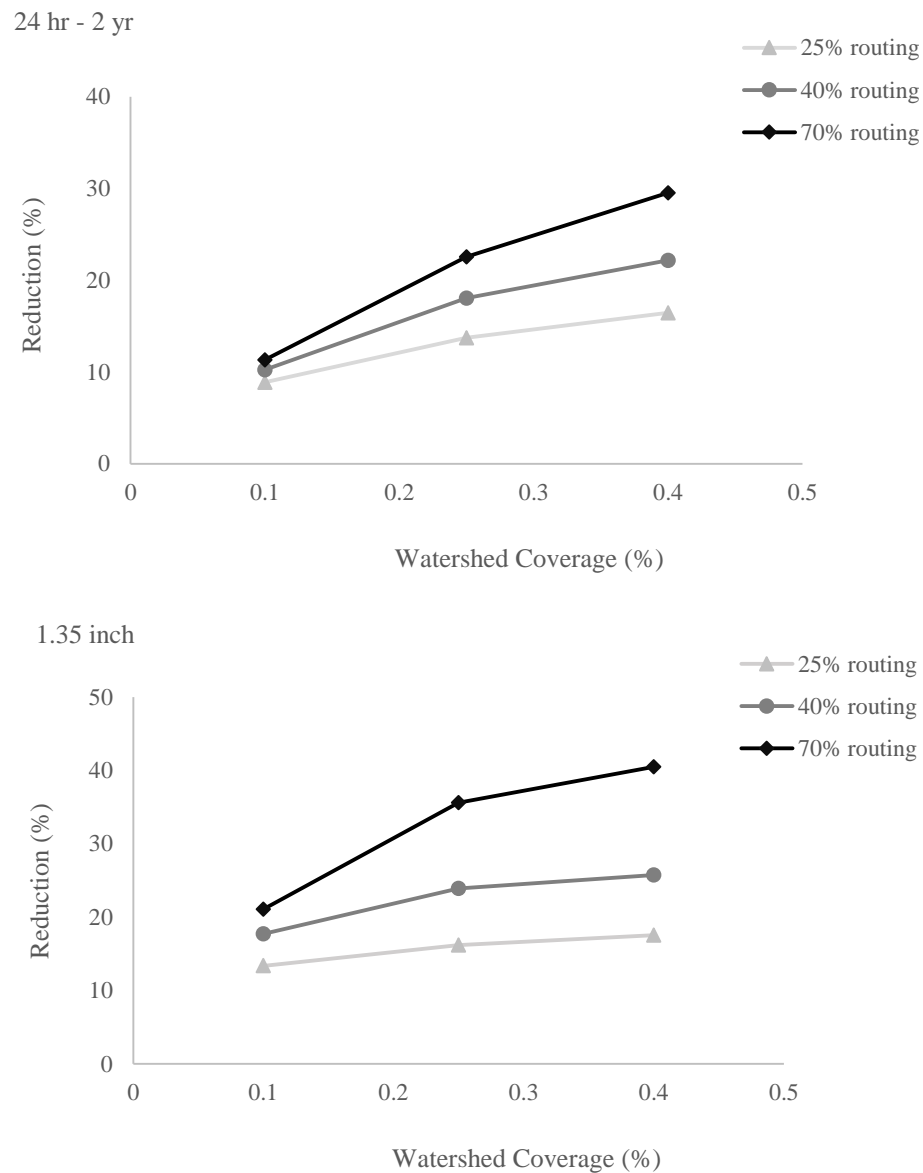 24 hr - 2 yr
25% routing
40% routing
70% routing
40
30
20
10
0
Reduction (%)
0 0.1 0.2 0.3 0.4 0.5
Watershed Coverage (%)
1.35 inch
25% routing
40% routing
70% routing
50
40
30
20
10
0
Reduction (%)
0 0.1 0.2 0.3 0.4 0.5
Watershed Coverage (%)